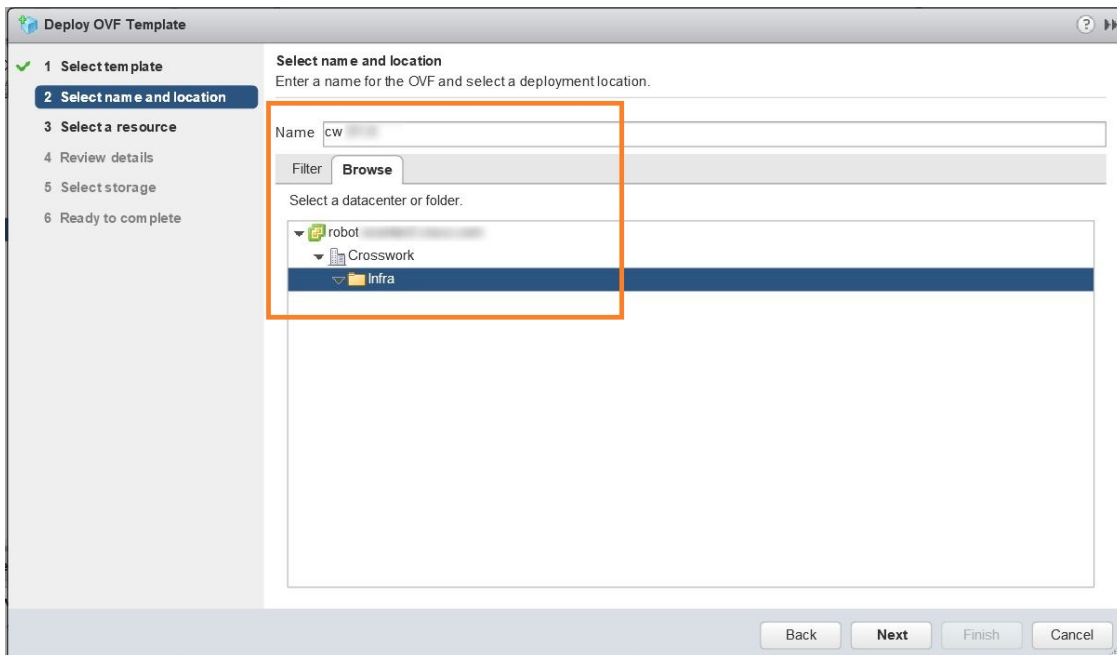 Deploy OVF Template
1 Select template
2 Select name and location
3 Select a resource
4 Review details
5 Select storage
6 Ready to complete
Select name and location
Enter a name for the OVF and select a deployment location.
Name cw
Filter Browse
Select a datacenter or folder.
robot
Crosswork
Infra
Back Next Finish Cancel